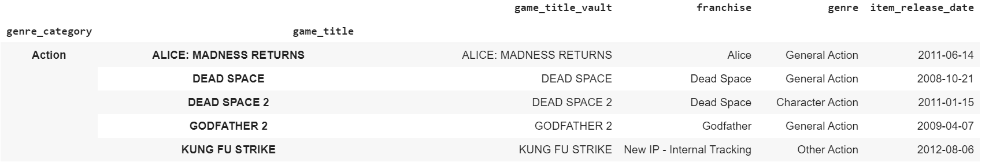 game_title_vault franchise genre item_release_date
genre_category game_title
Action ALICE: MADNESS RETURNS ALICE: MADNESS RETURNS Alice General Action 2011-06-14
DEAD SPACE DEAD SPACE Dead Space General Action 2008-10-21
DEAD SPACE 2 DEAD SPACE 2 Dead Space Character Action 2011-01-15
GODFATHER 2 GODFATHER 2 Godfather General Action 2009-04-07
KUNG FU STRIKE KUNG FU STRIKE New IP - Internal Tracking Other Action 2012-08-06